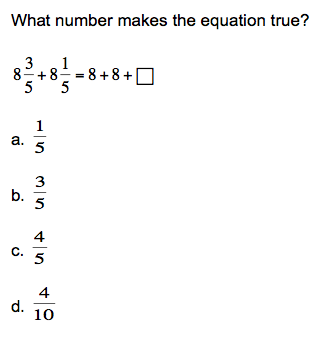 What number makes the equation true?
8 3/5 + 8 1/5 = 8 + 8 + □
a. 1/5
b. 3/5
c. 4/5
d. 4/10